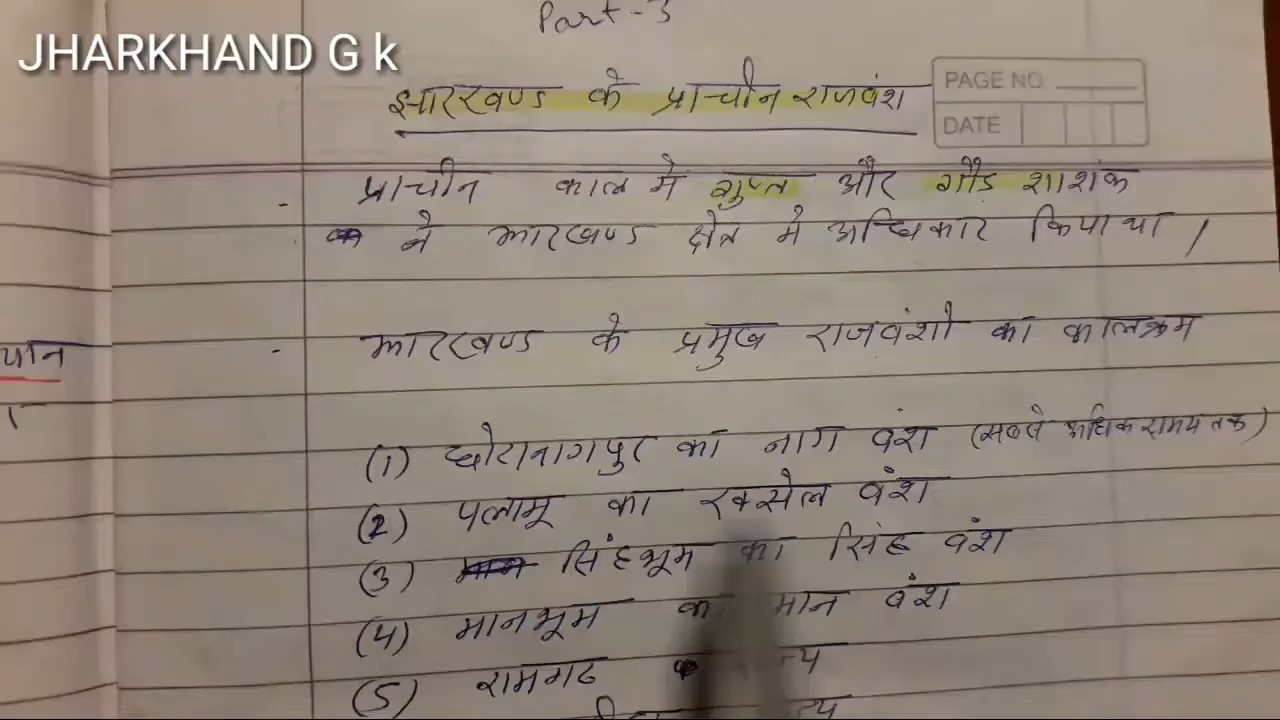 Part-3
JHARKHAND G k
झारखण्ड के प्राचीन राजवंश
PAGE NO
DATE
- प्राचीन काल में गुप्त और गौड शाशंक
ने झारखण्ड क्षेत्र मे अधिकार किया था /
यान
- झारखण्ड के प्रमुख राजवंशो का कालक्रम
(1) छोटानागपुर का नाग वंश (सबसे अधिक समय तक)
(2) पलामू का रक्सेल वंश
(3) सिंहभूम का सिंह वंश
(4) मानभूम का मान वंश
(5) रामगढ